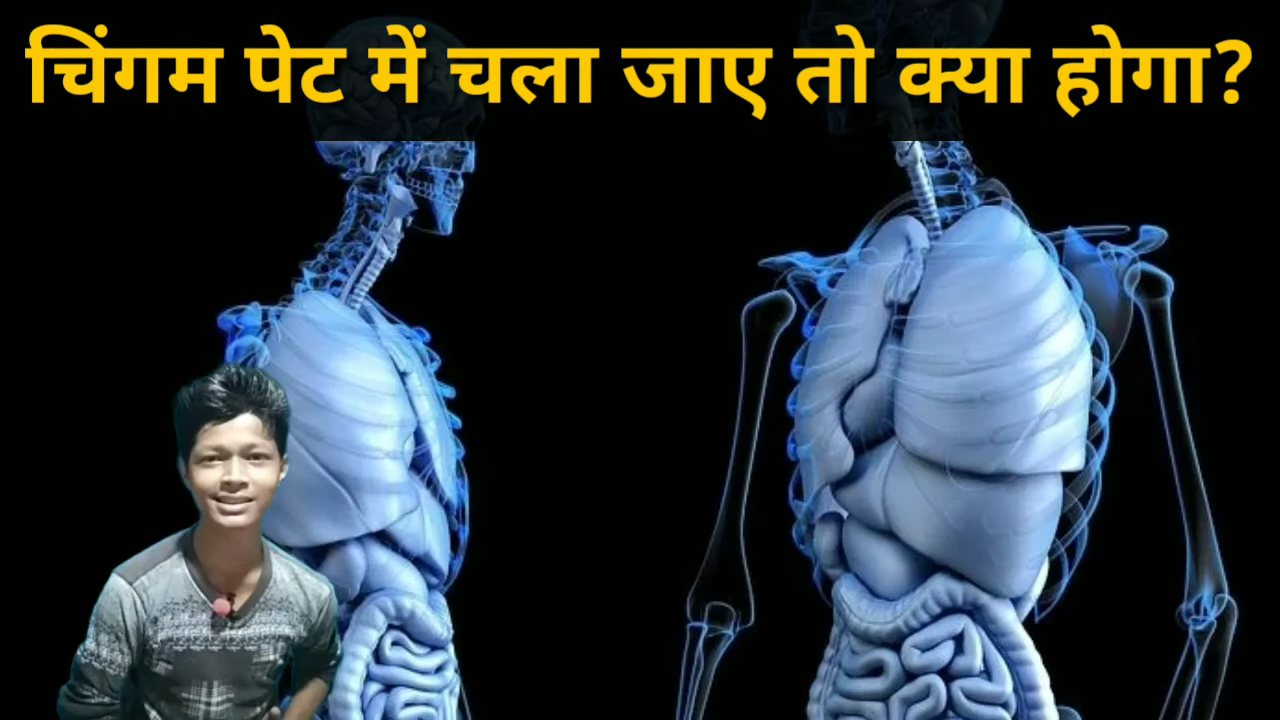 चिंगम पेट में चला जाए तो क्या होगा?